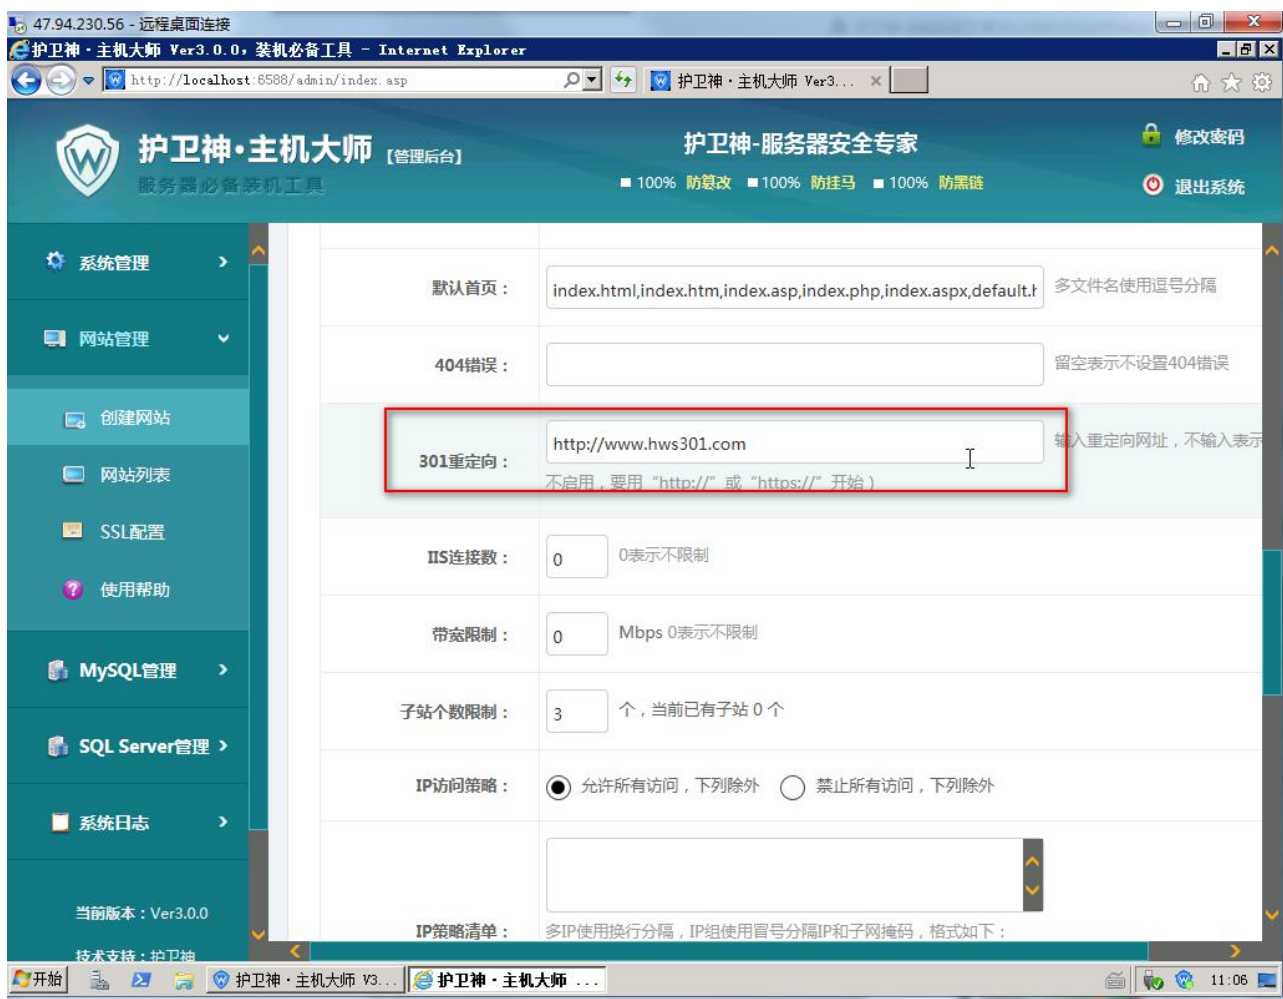 47.94.230.56 - 远程桌面连接
护卫神·主机大师 Ver3.0.0，装机必备工具 - Internet Explorer
http://localhost:6588/admin/index.asp
护卫神·主机大师 Ver3...
护卫神·主机大师 [管理后台]
服务器必备装机工具
护卫神-服务器安全专家
100% 防篡改 100% 防挂马 100% 防黑链
修改密码
退出系统
系统管理
网站管理
创建网站
网站列表
SSL配置
使用帮助
MySQL管理
SQL Server管理
系统日志
当前版本：Ver3.0.0
技术支持：护卫神
默认首页： index.html,index.htm,index.asp,index.php,index.aspx,default.h 多文件名使用逗号分隔
404错误： 留空表示不设置404错误
301重定向： http://www.hws301.com 输入重定向网址，不输入表示
不启用，要用“http://”或“https://”开始）
IIS连接数： 0 0表示不限制
带宽限制： 0 Mbps 0表示不限制
子站个数限制： 3 个，当前已有子站 0 个
IP访问策略： 允许所有访问，下列除外 禁止所有访问，下列除外
IP策略清单： 多IP使用换行分隔，IP组使用冒号分隔IP和子网掩码，格式如下：
开始 护卫神·主机大师 V3... 护卫神·主机大师 ... 11:06